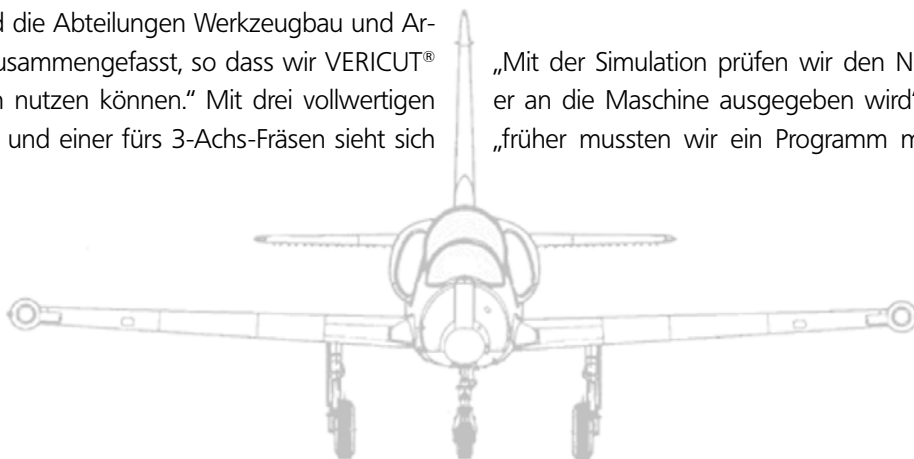 d die Abteilungen Werkzeugbau und Ar-
usammengefasst, so dass wir VERICUT®
n nutzen können.“ Mit drei vollwertigen
und einer fürs 3-Achs-Fräsen sieht sich
„Mit der Simulation prüfen wir den N
er an die Maschine ausgegeben wird“
„früher mussten wir ein Programm m